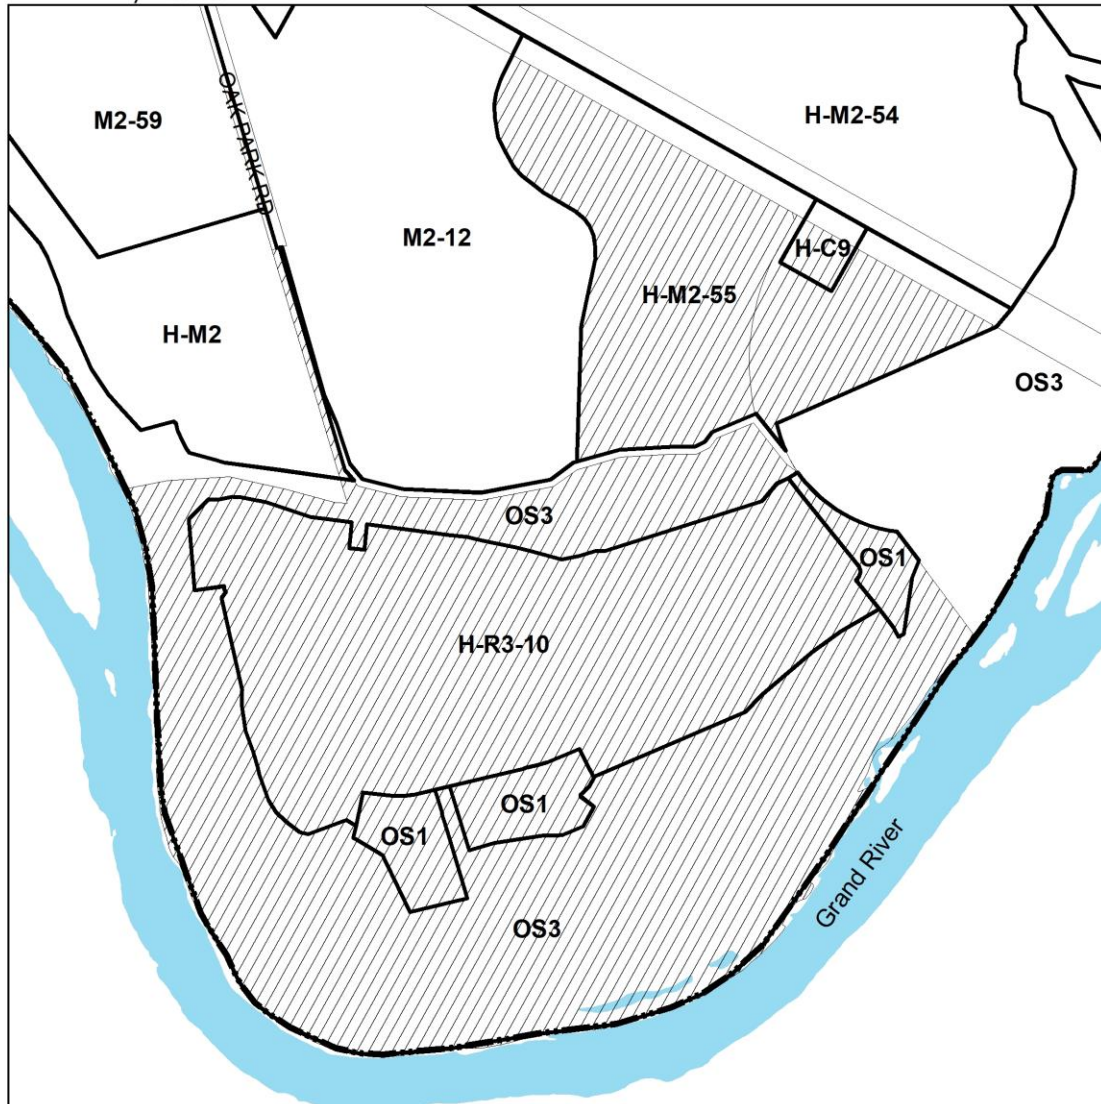 M2-59
OAK PARK RD
H-M2-54
M2-12
H-C9
H-M2-55
H-M2
OS3
OS3
OS1
H-R3-10
OS1
OS1
Grand River
OS3